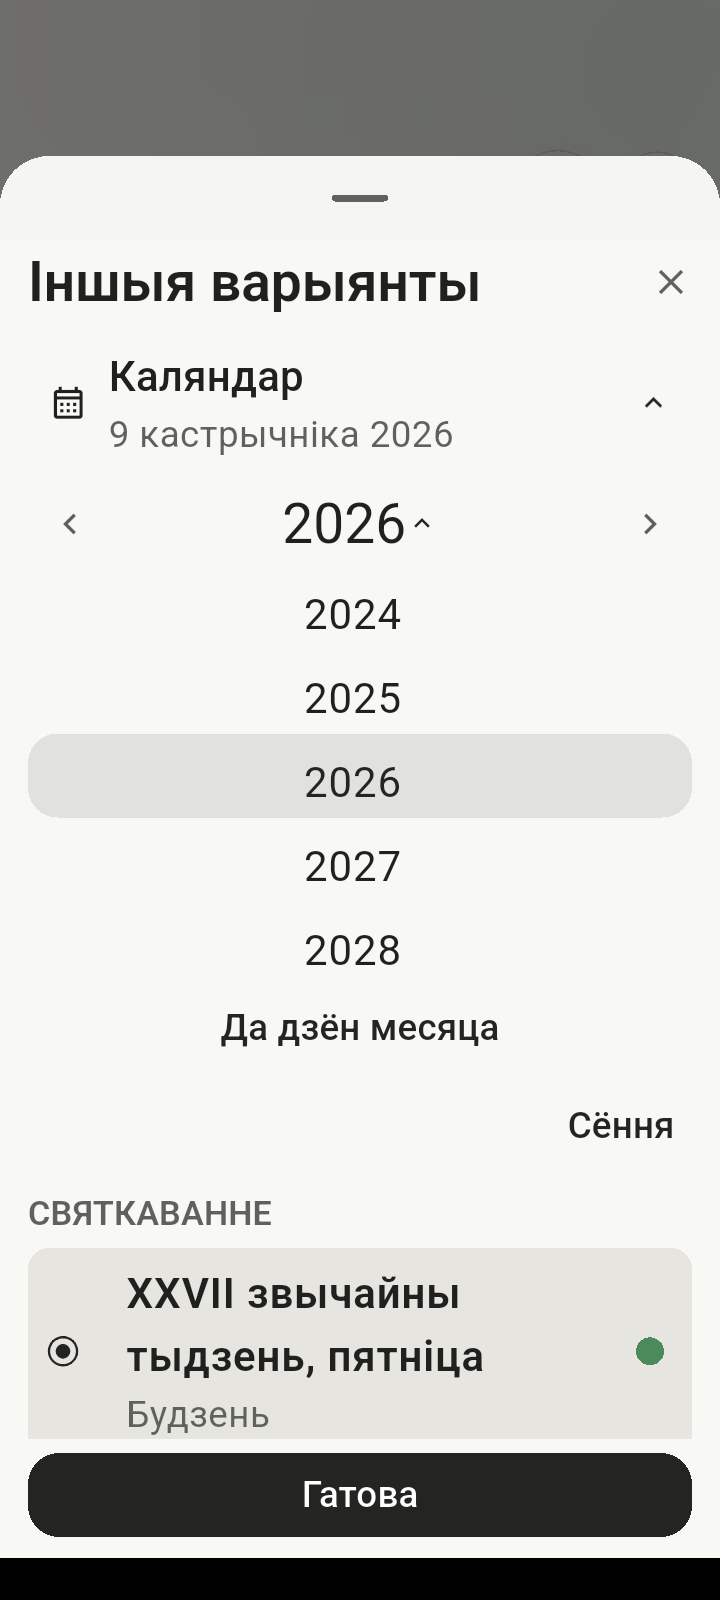 Іншыя варыянты
Каляндар
9 кастрычніка 2026
2026
2024
2025
2026
2027
2028
Да дзён месяца
Сёння
СВЯТКАВАННЕ
XXVII звычайны
тыдзень, пятніца
Будзень
Гатова